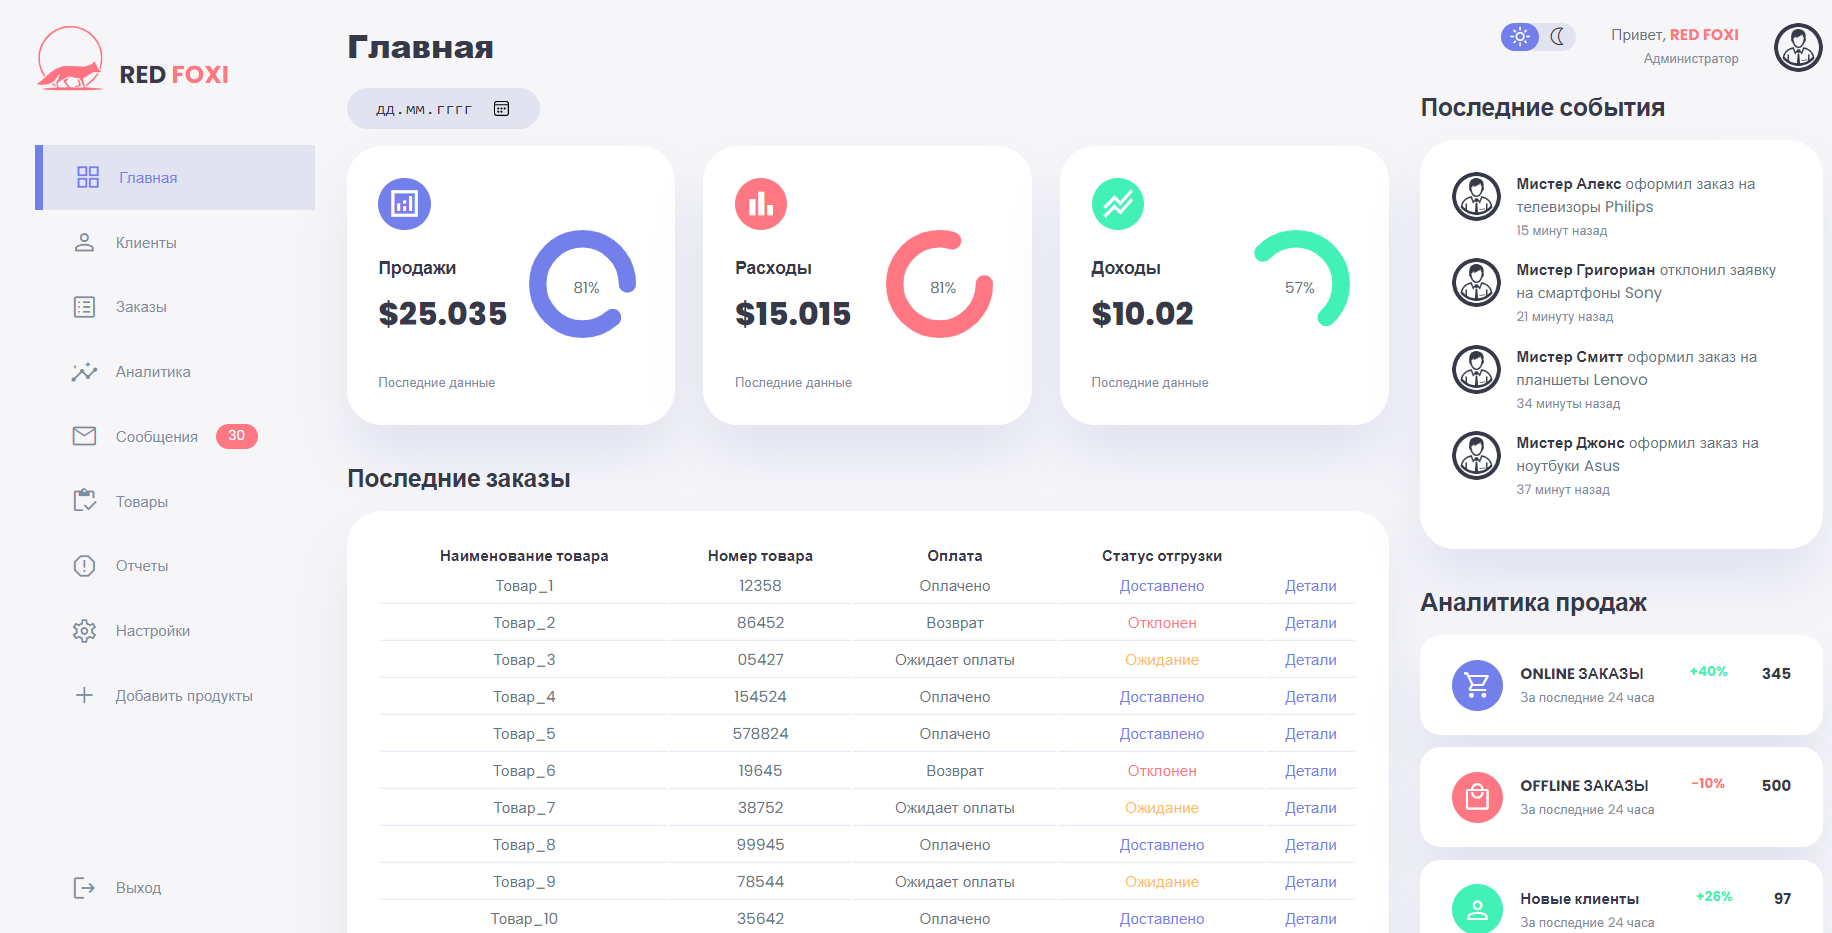 RED FOXI
Главная
Клиенты
Заказы
Аналитика
Сообщения 30
Товары
Отчеты
Настройки
Добавить продукты
Выход
Главная
дд.мм.гггг
Продажи
$25.035
81%
Последние данные
Расходы
$15.015
81%
Последние данные
Доходы
$10.02
57%
Последние данные
Последние заказы
Наименование товара Номер товара Оплата Статус отгрузки
Товар_1 12358 Оплачено Доставлено Детали
Товар_2 86452 Возврат Отклонен Детали
Товар_3 05427 Ожидает оплаты Ожидание Детали
Товар_4 154524 Оплачено Доставлено Детали
Товар_5 578824 Оплачено Доставлено Детали
Товар_6 19645 Возврат Отклонен Детали
Товар_7 38752 Ожидает оплаты Ожидание Детали
Товар_8 99945 Оплачено Доставлено Детали
Товар_9 78544 Ожидает оплаты Ожидание Детали
Товар_10 35642 Оплачено Доставлено Детали
Привет, RED FOXI
Администратор
Последние события
Мистер Алекс оформил заказ на
телевизоры Philips
15 минут назад
Мистер Григориан отклонил заявку
на смартфоны Sony
21 минуту назад
Мистер Смитт оформил заказ на
планшеты Lenovo
34 минуты назад
Мистер Джонс оформил заказ на
ноутбуки Asus
37 минут назад
Аналитика продаж
ONLINE ЗАКАЗЫ +40% 345
За последние 24 часа
OFFLINE ЗАКАЗЫ -10% 500
За последние 24 часа
Новые клиенты +26% 97
За последние 24 часа